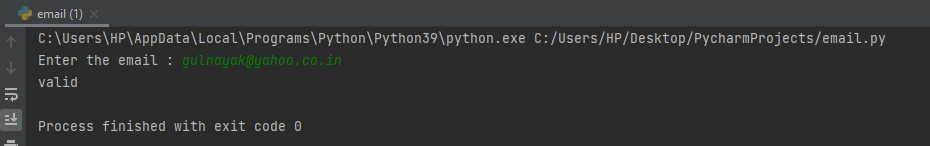 email (1)
C:\Users\HP\AppData\Local\Programs\Python\Python39\python.exe C:/Users/HP/Desktop/PycharmProjects/email.py
Enter the email : gulnayak@yahoo.co.in
valid
Process finished with exit code 0